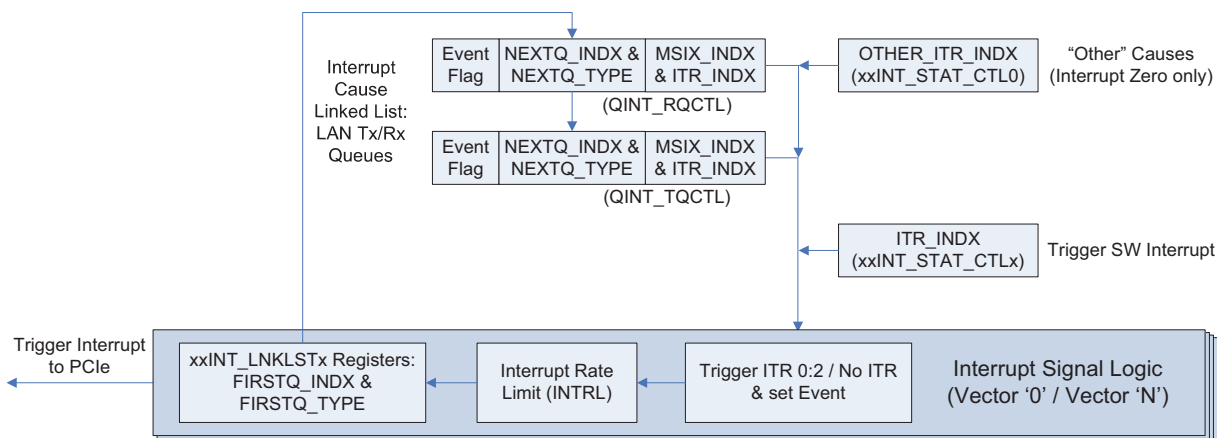 Interrupt
Cause
Linked List:
LAN Tx/Rx
Queues
Event
Flag
NEXTQ_INDX &
NEXTQ_TYPE
MSIX_INDX
& ITR_INDX
(QINT_RQCTL)
OTHER_ITR_INDX
(xxINT_STAT_CTL0)
“Other” Causes
(Interrupt Zero only)
Event
Flag
NEXTQ_INDX &
NEXTQ_TYPE
MSIX_INDX
& ITR_INDX
(QINT_TQCTL)
ITR_INDX
(xxINT_STAT_CTLx)
Trigger SW Interrupt
Trigger Interrupt
to PCIe
xxINT_LNKLSTx Registers:
FIRSTQ_INDX &
FIRSTQ_TYPE
Interrupt Rate
Limit (INTRL)
Trigger ITR 0:2 / No ITR
& set Event
Interrupt Signal Logic
(Vector ‘0’ / Vector ‘N’)